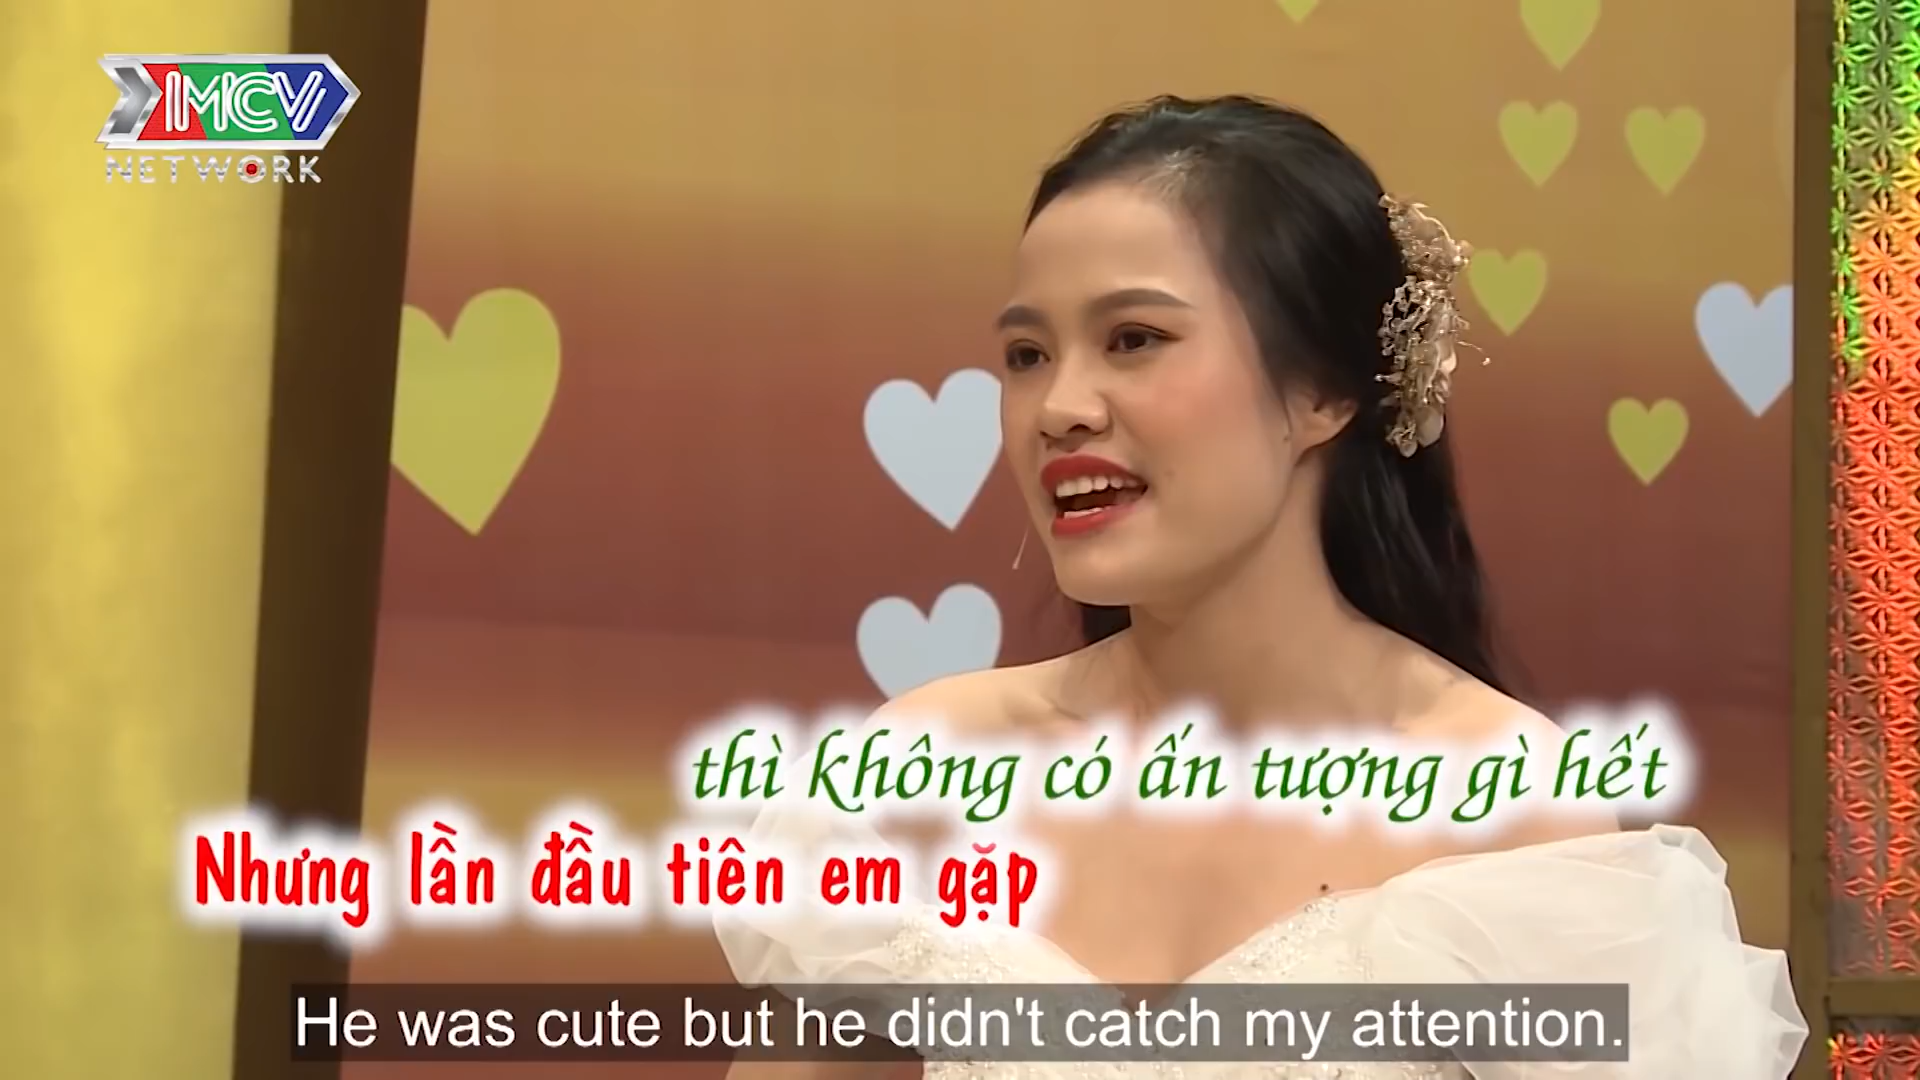 MCV
NETWORK
thì không có ấn tượng gì hết
Nhưng lần đầu tiên em gặp
He was cute but he didn't catch my attention.